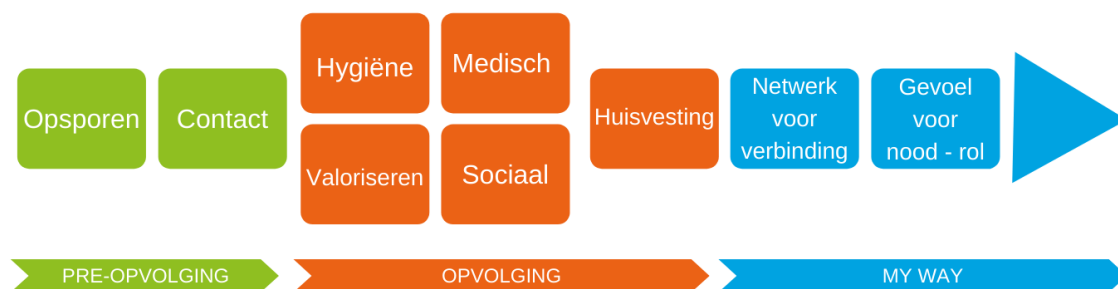 Opsporen
Contact
Hygiëne
Medisch
Valoriseren
Sociaal
Huisvesting
Netwerk
voor
verbinding
Gevoel
voor
nood - rol
PRE-OPVOLGING
OPVOLGING
MY WAY